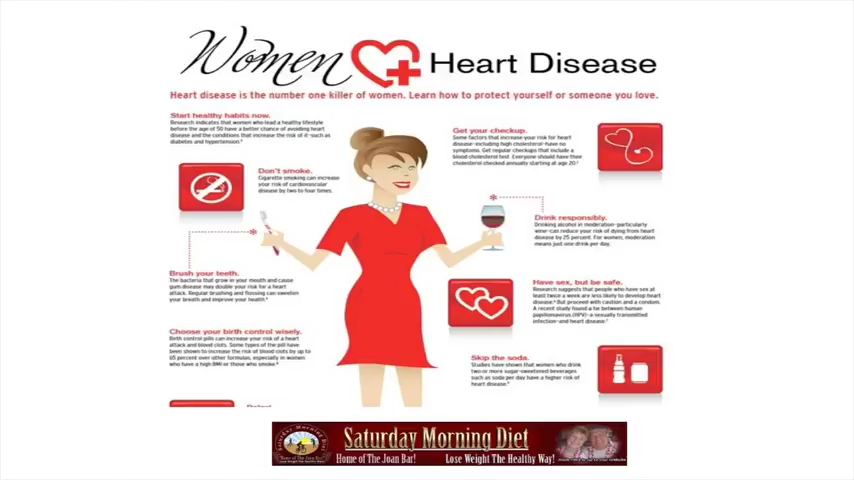 Women Heart Disease
Heart disease is the number one killer of women. Learn how to protect yourself or someone you love.
Start healthy habits now.
Research indicates that women who lead a healthy lifestyle
before the age of 50 have a better chance of avoiding heart
disease and the conditions that increase the risk of it—such as
diabetes and hypertension.
Don't smoke.
Cigarette smoking can increase
your risk of cardiovascular
disease by two to four times.
Brush your teeth.
The bacteria that grow in your mouth and cause
gum disease may double your risk for a heart
attack. Regular brushing and flossing can sweeten
your breath and improve your health.
Choose your birth control wisely.
Birth control pills can increase your risk of a heart
attack and blood clots. Some types of the pill have
been shown to increase the risk of blood clots by up to
65 percent over other formulas, especially in women
who have a high BMI or those who smoke.
Get your checkup.
Some factors that increase your risk for heart
disease-including high cholesterol-have no
symptoms. Get regular checkups that include a
blood cholesterol test. Everyone should have their
cholesterol checked annually starting at age 20.
Drink responsibly.
Drinking alcohol in moderation-particularly
wine-can reduce your risk of dying from heart
disease by 25 percent. For women, moderation
means just one drink per day.
Have sex, but be safe.
Research suggests that people who have sex at
least twice a week are less likely to develop heart
disease. But proceed with caution and a condom.
A recent study found a tie between human
papillomavirus (HPV)-a sexually transmitted
infection-and heart disease.
Skip the soda.
Studies have shown that women who drink
two or more sugar-sweetened beverages
such as soda per day have a higher risk of
heart disease.
Saturday Morning Diet
Home of The Joan Bar! Lose Weight The Healthy Way!